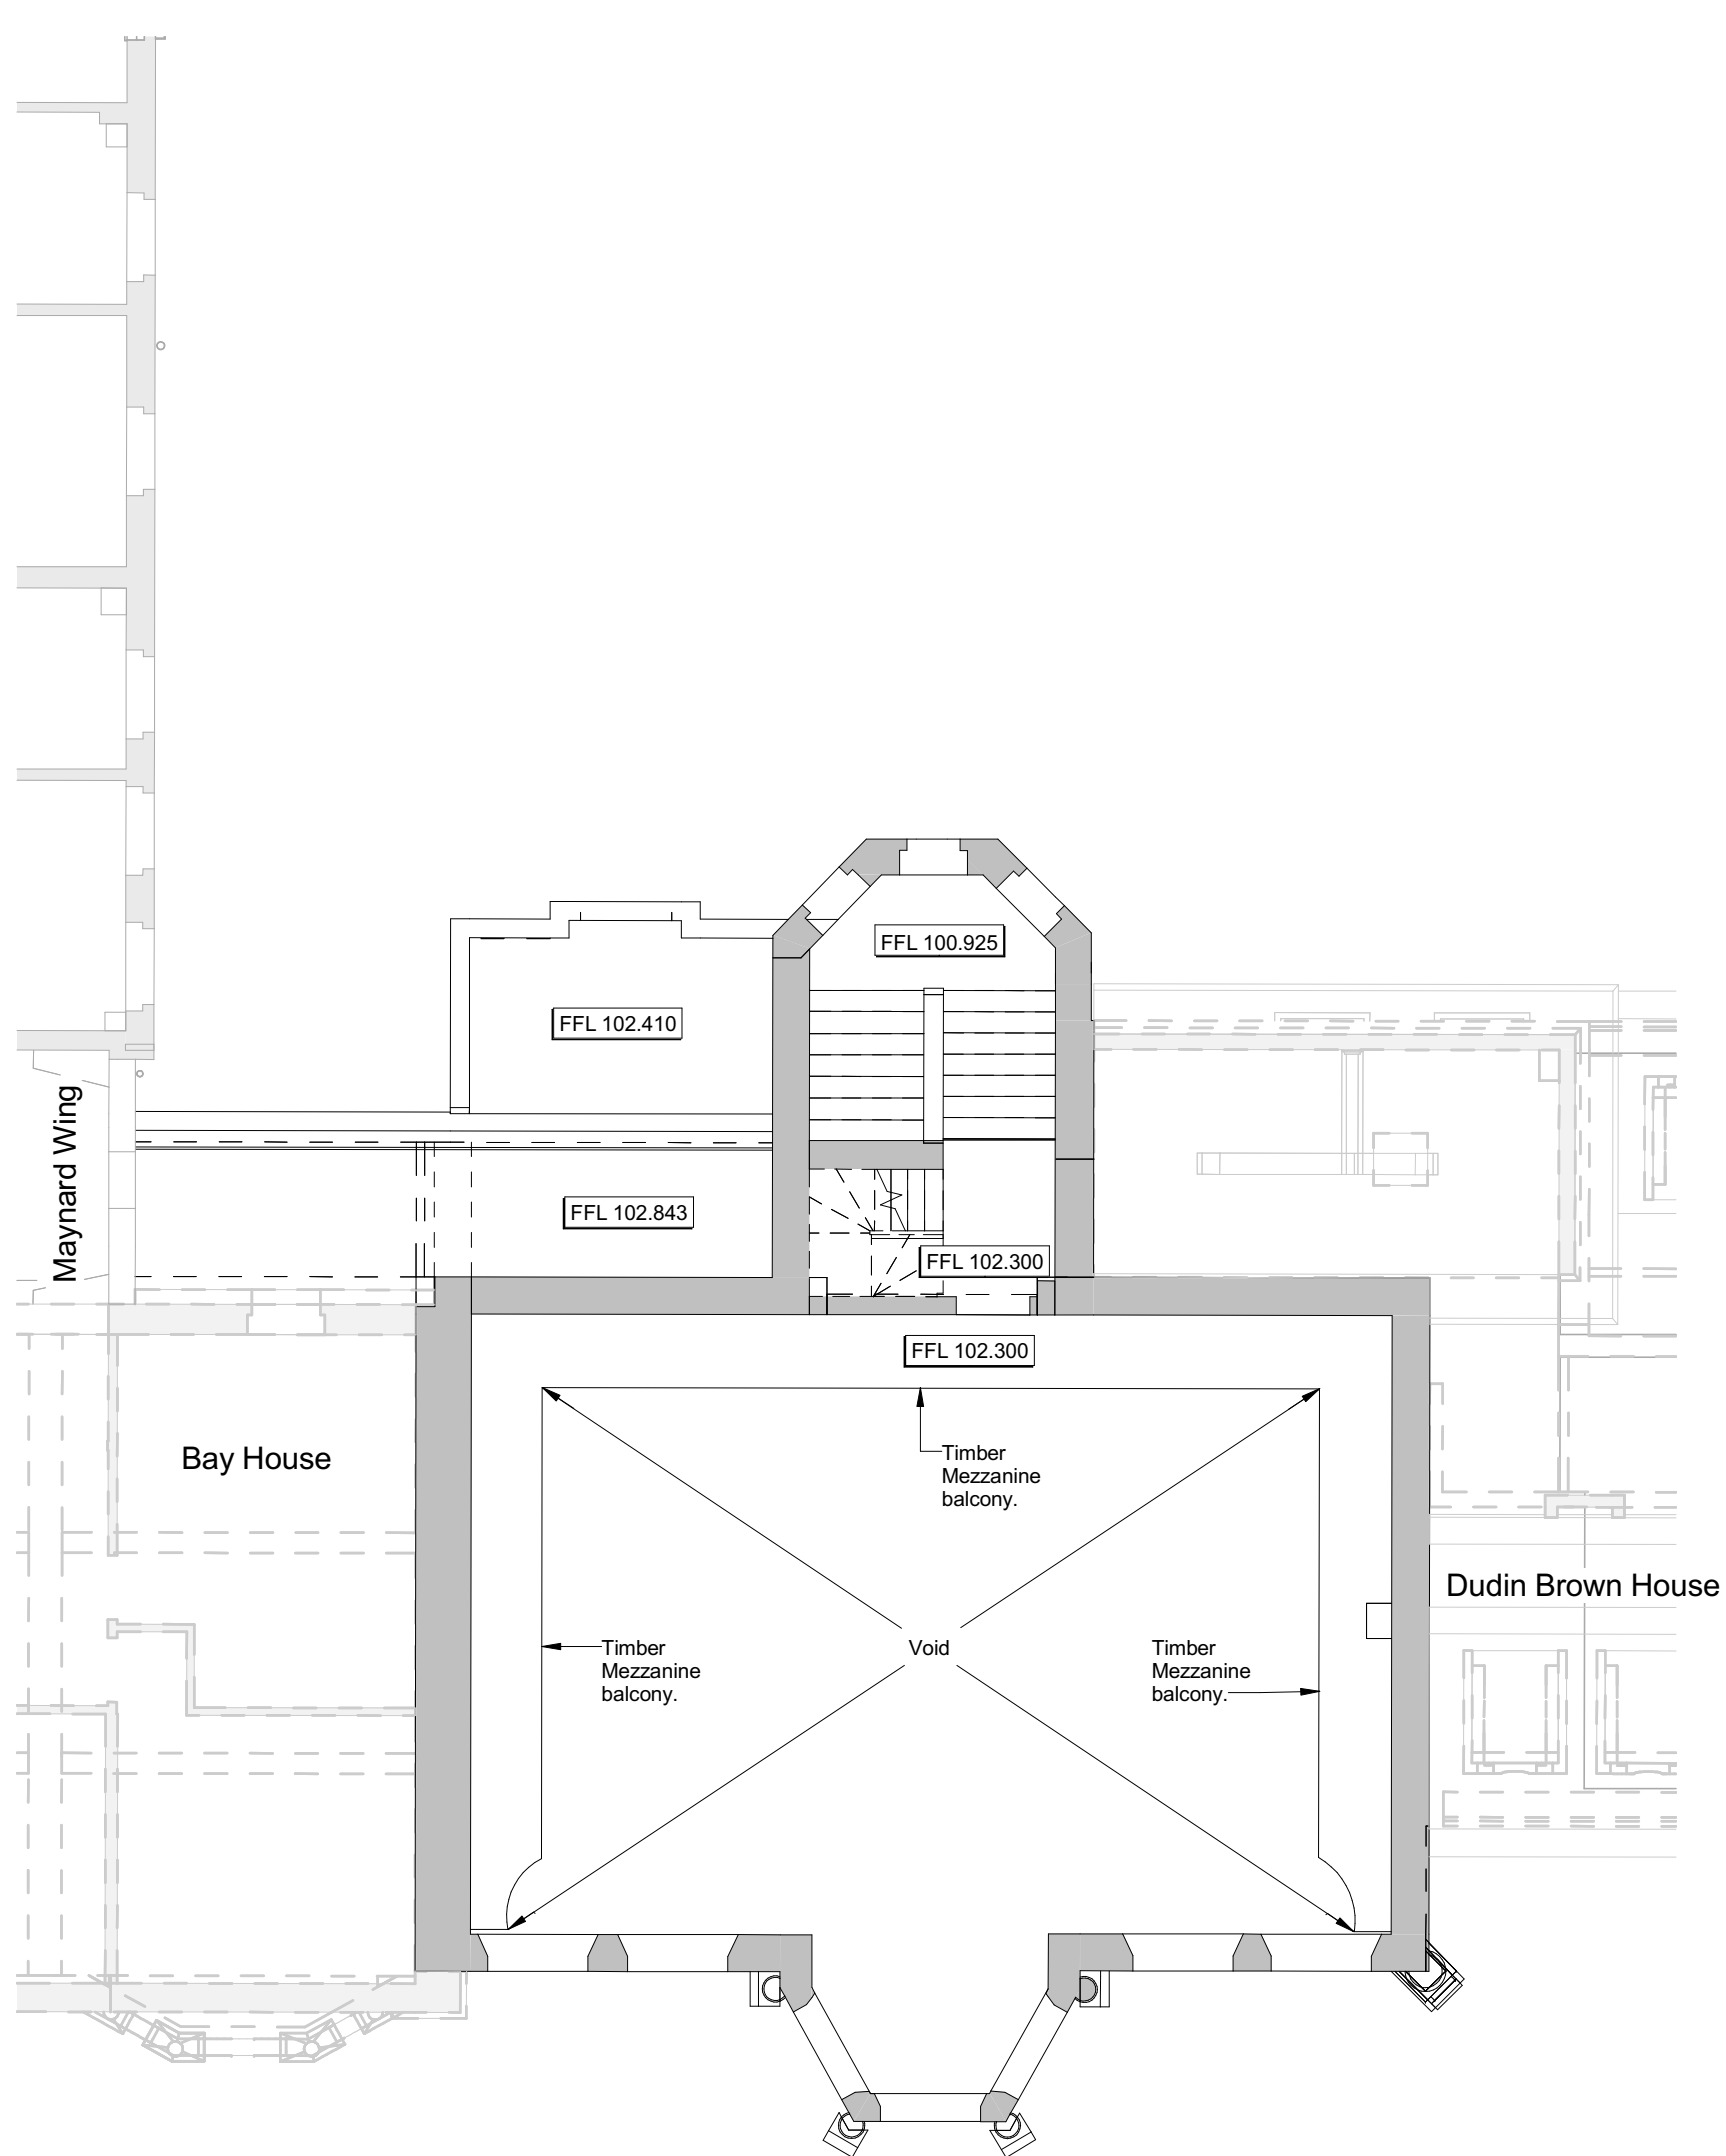 FFL 100.925
FFL 102.410
Maynard Wing
FFL 102.843
FFL 102.300
FFL 102.300
Bay House
Timber
Mezzanine
balcony.
Dudin Brown House
Timber
Mezzanine
balcony.
Void
Timber
Mezzanine
balcony.